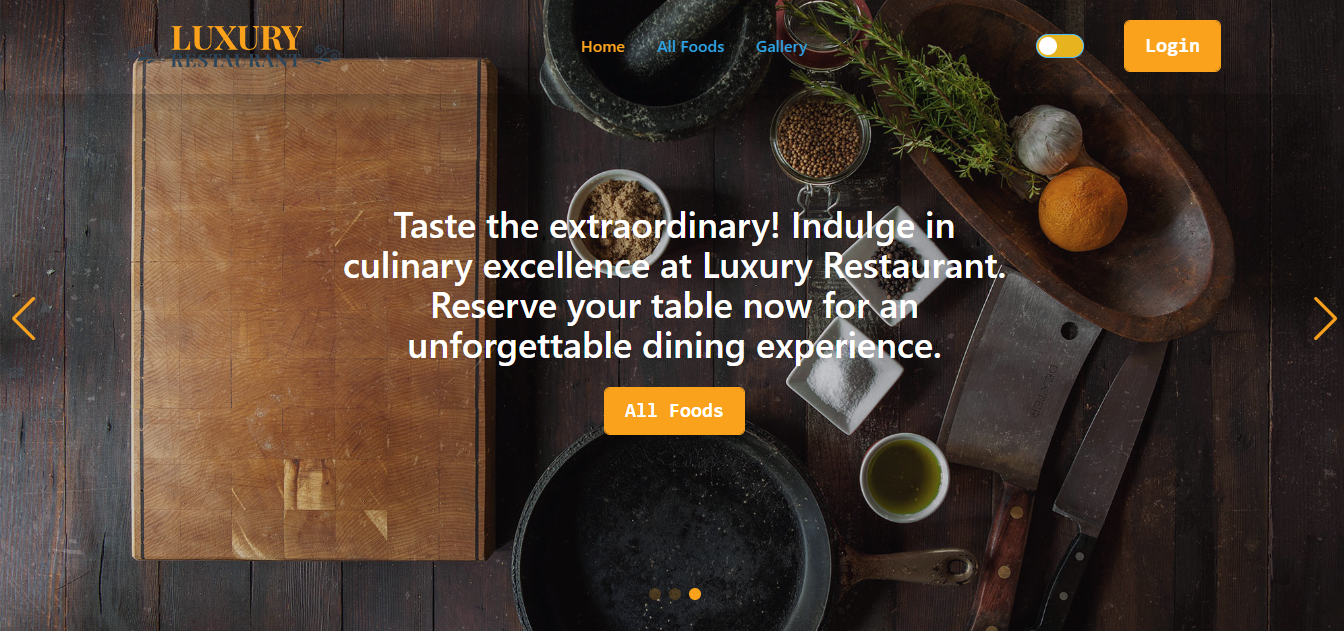 LUXURY
RESTAURANT
Home All Foods Gallery
Login
Taste the extraordinary! Indulge in
culinary excellence at Luxury Restaurant.
Reserve your table now for an
unforgettable dining experience.
All Foods